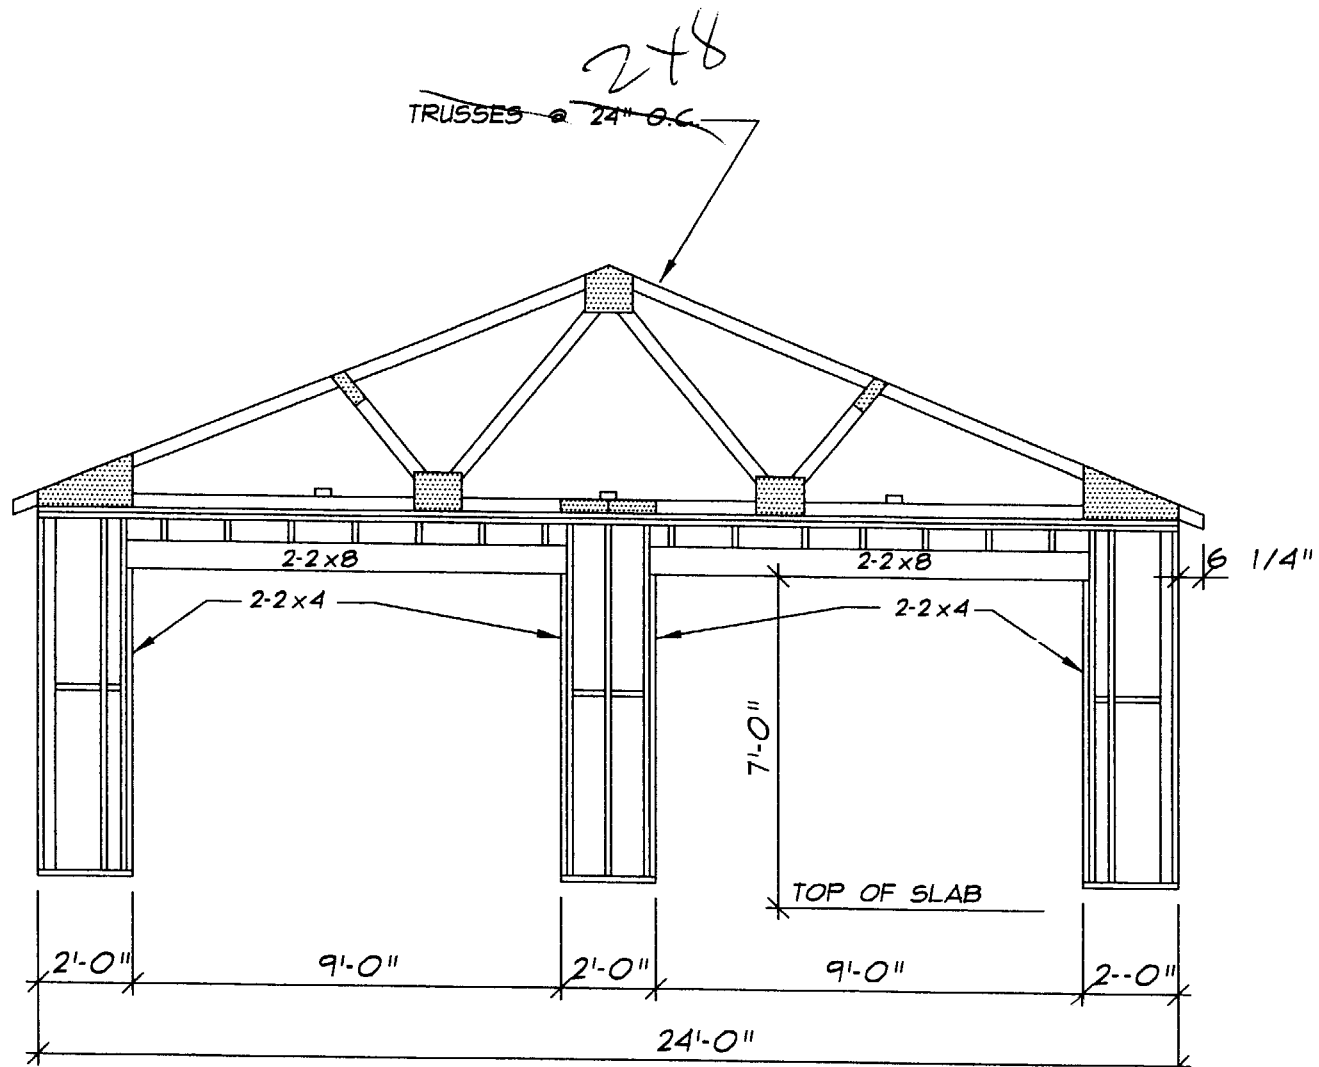 2x8
TRUSSES @ 24" O.C.
2-2x8
2-2x8
6 1/4"
2-2x4
2-2x4
7'-0"
TOP OF SLAB
2'-0"
9'-0"
2'-0"
9'-0"
2--0"
24'-0"